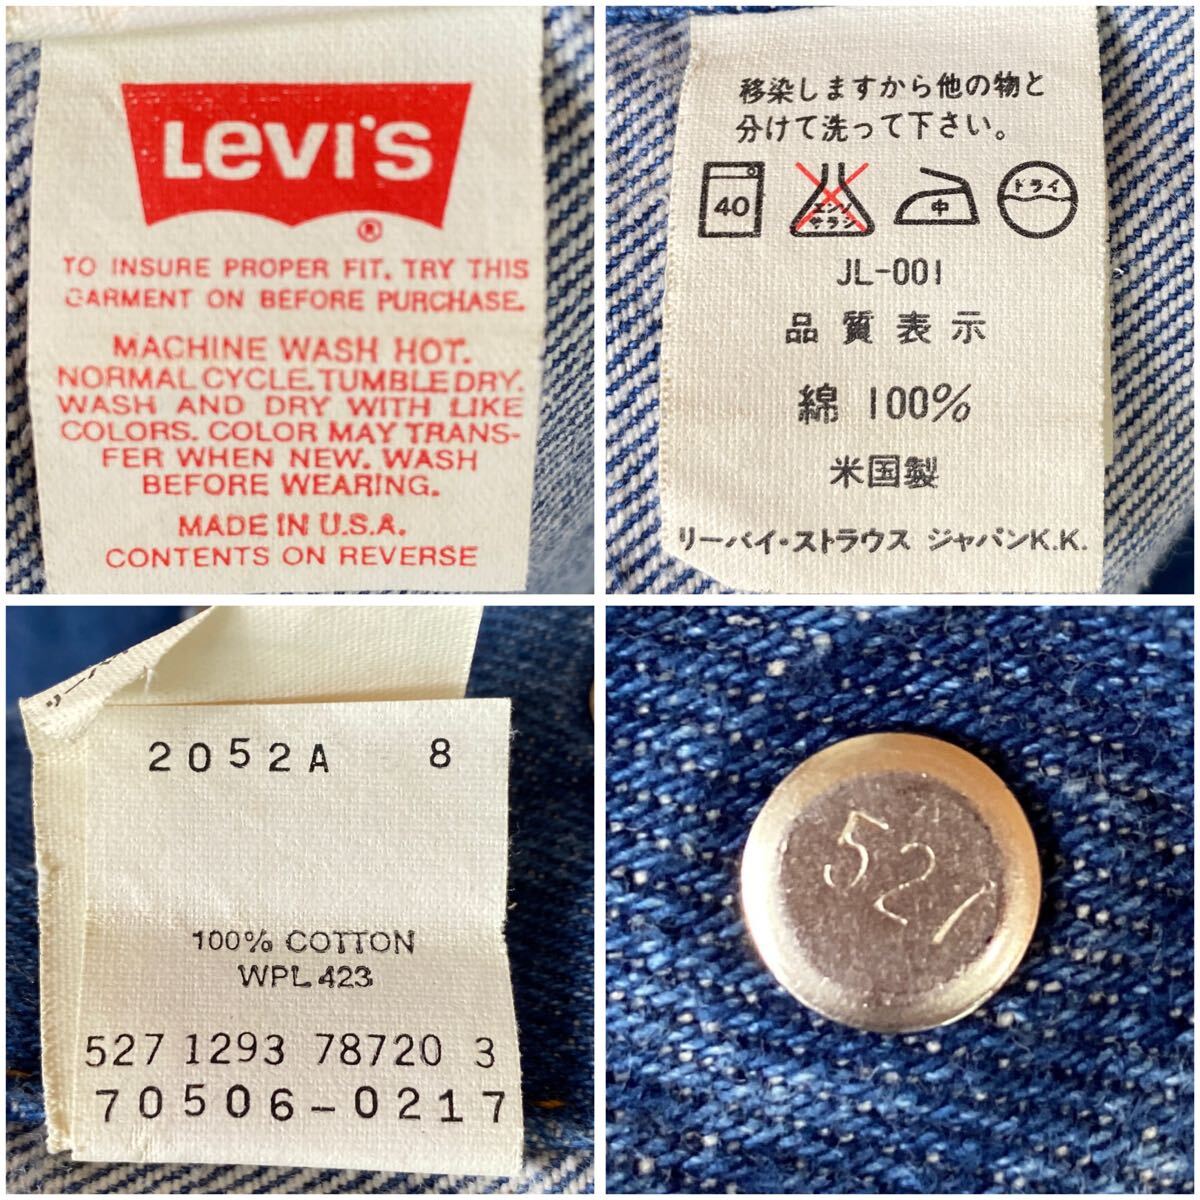 Levi's
®
TO INSURE PROPER FIT. TRY THIS
GARMENT ON BEFORE PURCHASE.
MACHINE WASH HOT.
NORMAL CYCLE. TUMBLE DRY.
WASH AND DRY WITH LIKE
COLORS. COLOR MAY TRANS-
FER WHEN NEW. WASH
BEFORE WEARING.
MADE IN U.S.A.
CONTENTS ON REVERSE
移染しますから他の物と
分けて洗って下さい。
40
エンソ
サラシ
中
ドライ
JL-001
品質表示
綿 100%
米国製
リーバイ・ストラウス ジャパンK.K.
2052A 8
100% COTTON
WPL 423
527 1293 78720 3
70506-0217
521